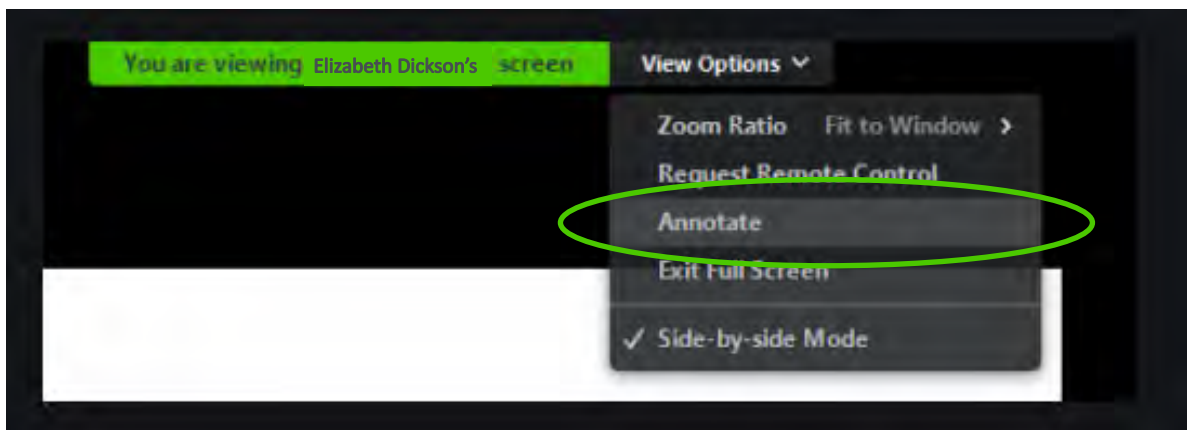 You are viewing Elizabeth Dickson's screen View Options
Zoom Ratio Fit to Window
Request Remote Control
Annotate
Exit Full Screen
Side-by-side Mode